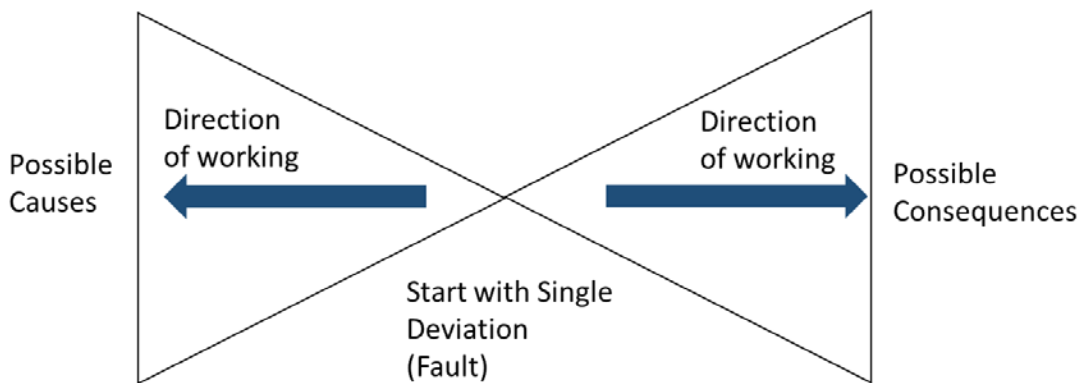 Possible
Causes
Direction
of working
Start with Single
Deviation
(Fault)
Direction
of working
Possible
Consequences